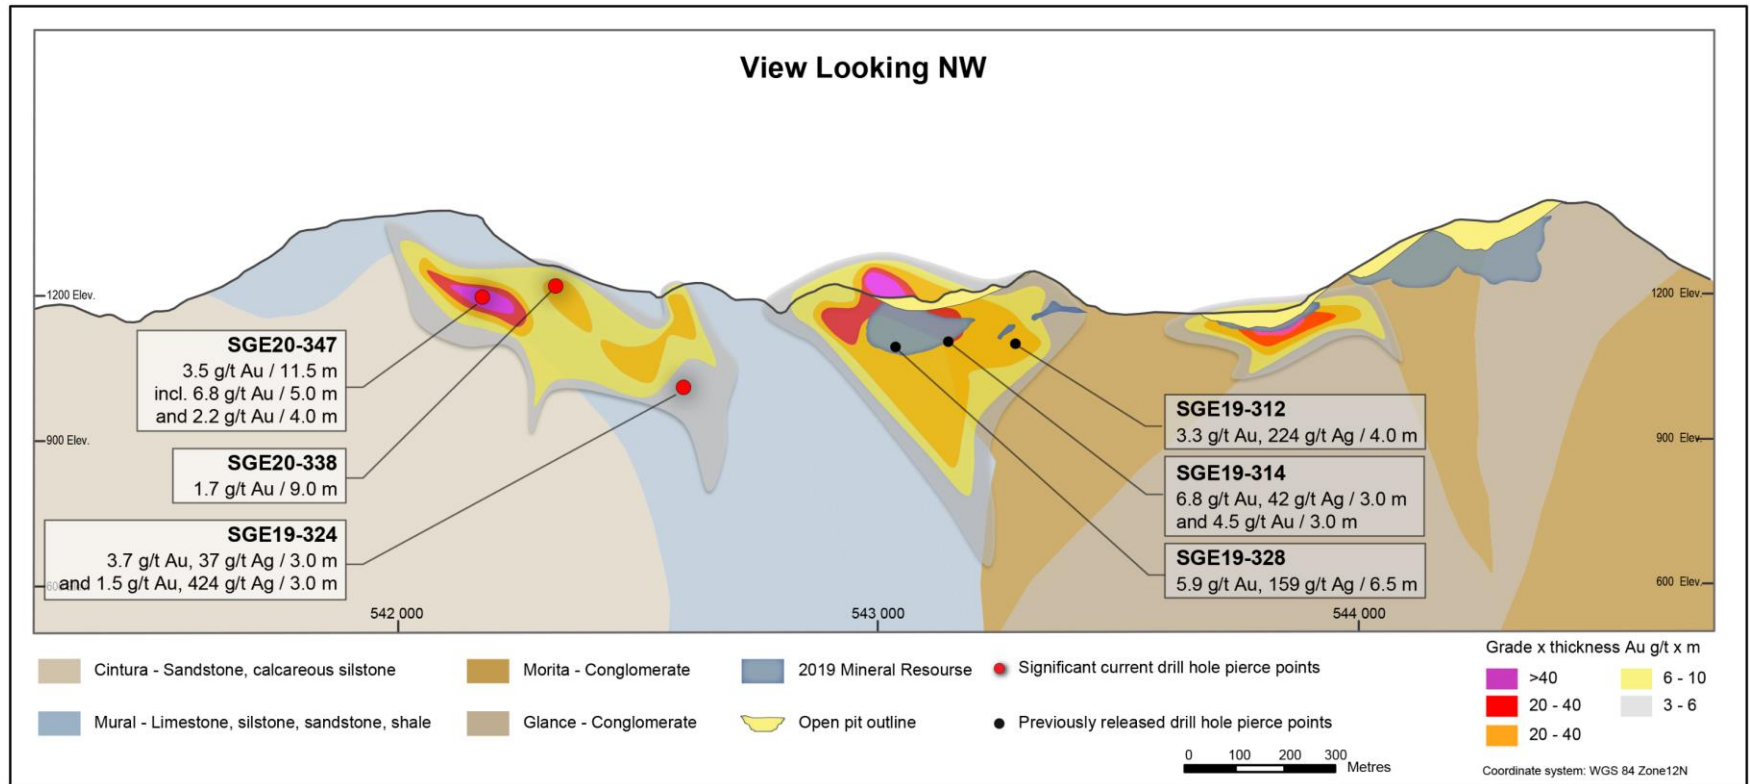 View Looking NW
1200 Elev.
1200 Elev.
SGE20-347
3.5 g/t Au / 11.5 m
incl. 6.8 g/t Au / 5.0 m
and 2.2 g/t Au / 4.0 m
SGE19-312
3.3 g/t Au, 224 g/t Ag / 4.0 m
900 Elev.
900 Elev.
SGE20-338
1.7 g/t Au / 9.0 m
SGE19-314
6.8 g/t Au, 42 g/t Ag / 3.0 m
and 4.5 g/t Au / 3.0 m
SGE19-324
3.7 g/t Au, 37 g/t Ag / 3.0 m
and 1.5 g/t Au, 424 g/t Ag / 3.0 m
SGE19-328
5.9 g/t Au, 159 g/t Ag / 6.5 m
600 Elev.
600 Elev.
542 000
543 000
544 000
Cintura - Sandstone, calcareous silstone
Morita - Conglomerate
2019 Mineral Resourse
Significant current drill hole pierce points
Mural - Limestone, silstone, sandstone, shale
Glance - Conglomerate
Open pit outline
Previously released drill hole pierce points
Grade x thickness Au g/t x m
>40
6 - 10
20 - 40
3 - 6
20 - 40
0 100 200 300
Metres
Coordinate system: WGS 84 Zone12N